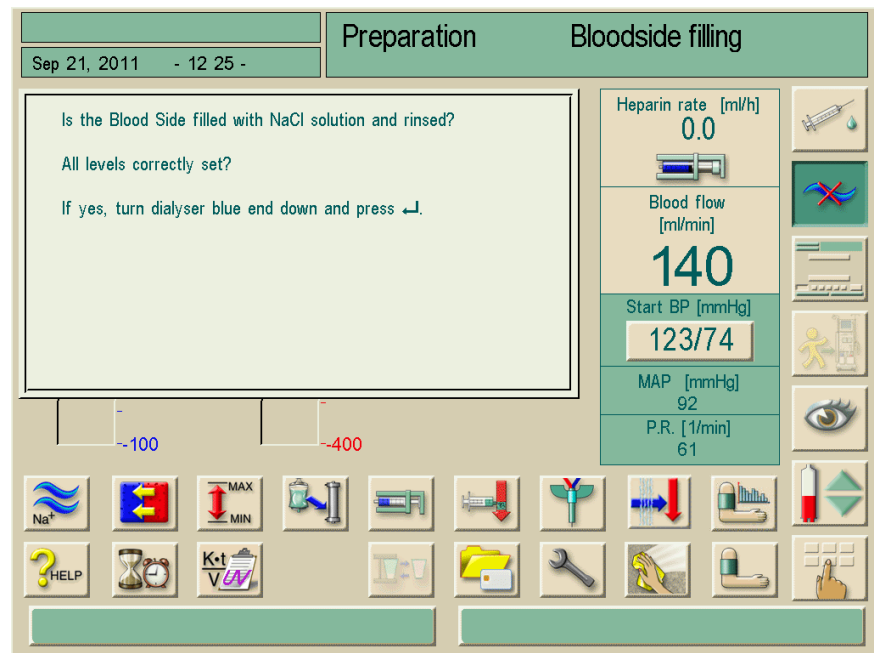 Preparation Bloodside filling
Sep 21, 2011 - 12 25 -
Is the Blood Side filled with NaCl solution and rinsed?
All levels correctly set?
If yes, turn dialyser blue end down and press ↵.
Heparin rate [ml/h]
0.0
Blood flow
[ml/min]
140
Start BP [mmHg]
123/74
MAP [mmHg]
92
P.R. [1/min]
61
-100
-400
Na+
MAX
MIN
HELP
K•t
V
UV